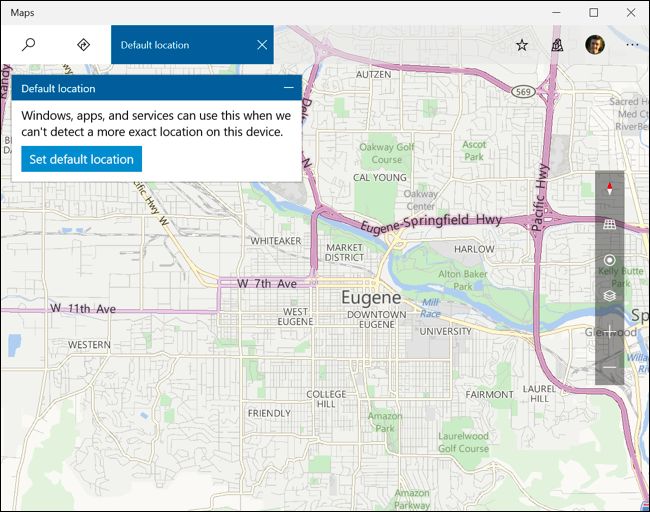 Maps
Default location
Default location
Windows, apps, and services can use this when we
can't detect a more exact location on this device.
Set default location
AUTZEN
569
Sacred H
Med Ct
RiverBe
Oakway Golf
Course
Ascot
Park
CAL YOUNG
Oakway
Center
Pacific Hwy W
Eugene-Springfield Hwy
Pacific Hwy
WHITEAKER
MARKET
DISTRICT
HARLOW
Kelly Butte
Park
Alton Baker
Park
W 7th Ave
Eugene
Mill
Race
W 11th Ave
WEST
EUGENE
DOWNTOWN
EUGENE
UNIVERSITY
Sp
Glenwood
WESTERN
COLLEGE
HILL
FAIRMONT
LAUREL
HILL
FRIENDLY
Amazon
Park
Laurelwood
Golf Course
Amazon
Parkway